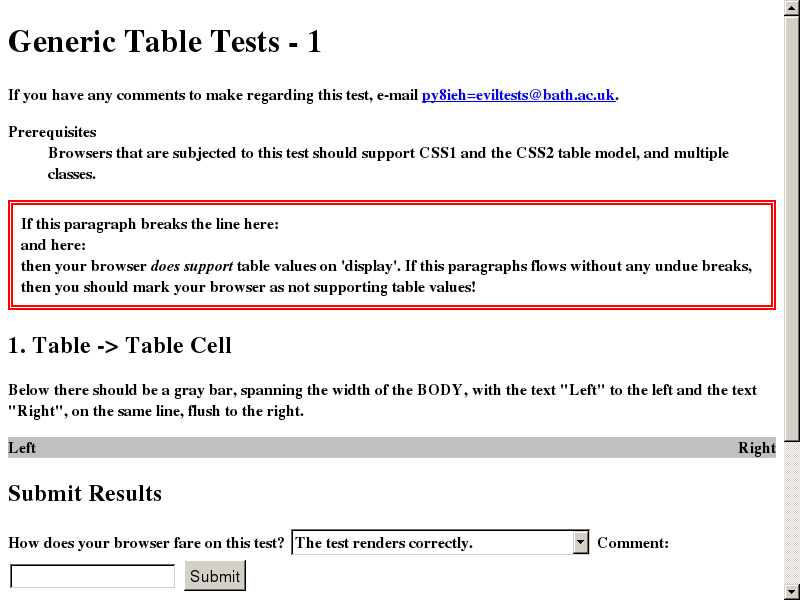 Generic Table Tests - 1
If you have any comments to make regarding this test, e-mail py8ieh=eviltests@bath.ac.uk.
Prerequisites
Browsers that are subjected to this test should support CSS1 and the CSS2 table model, and multiple
classes.
If this paragraph breaks the line here:
and here:
then your browser does support table values on 'display'. If this paragraphs flows without any undue breaks,
then you should mark your browser as not supporting table values!
1. Table -> Table Cell
Below there should be a gray bar, spanning the width of the BODY, with the text "Left" to the left and the text
"Right", on the same line, flush to the right.
Left Right
Submit Results
How does your browser fare on this test? The test renders correctly. Comment:
Submit